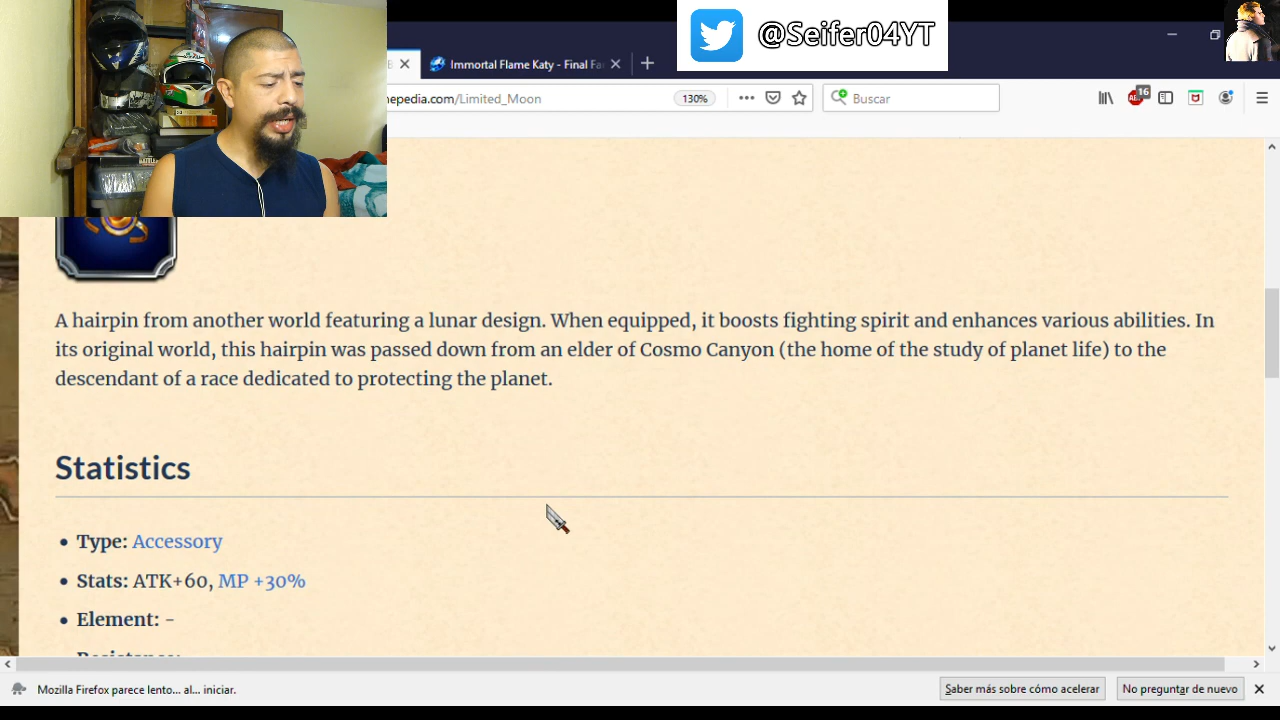 @Seifer04YT
Immortal Flame Katy - Final Fa
nepedia.com/Limited_Moon
130%
Buscar
16
A hairpin from another world featuring a lunar design. When equipped, it boosts fighting spirit and enhances various abilities. In
its original world, this hairpin was passed down from an elder of Cosmo Canyon (the home of the study of planet life) to the
descendant of a race dedicated to protecting the planet.
Statistics
• Type: Accessory
• Stats: ATK+60, MP +30%
• Element: -
Mozilla Firefox parece lento... al... iniciar.
Saber más sobre cómo acelerar
No preguntar de nuevo